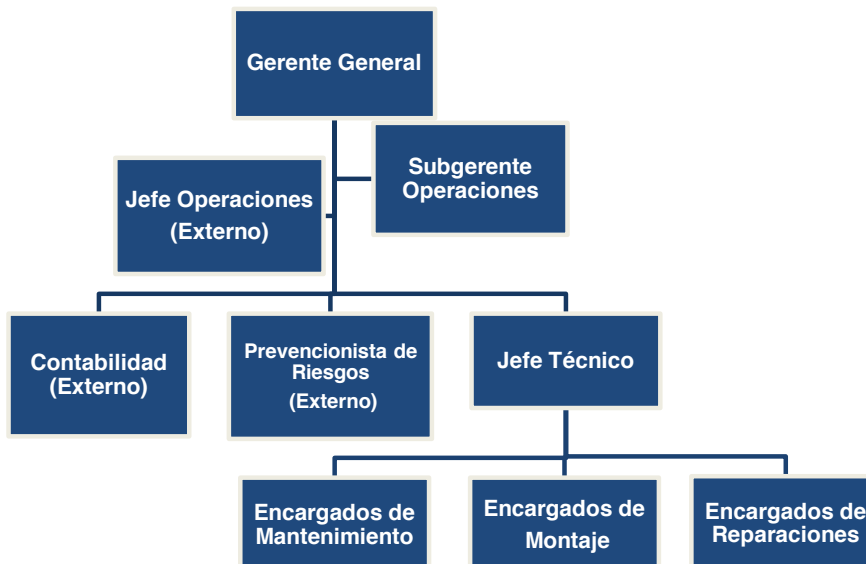 Gerente General
Subgerente
Operaciones
Jefe Operaciones
(Externo)
Contabilidad
(Externo)
Prevencionista de
Riesgos
(Externo)
Jefe Técnico
Encargados de
Mantenimiento
Encargados de
Montaje
Encargados de
Reparaciones